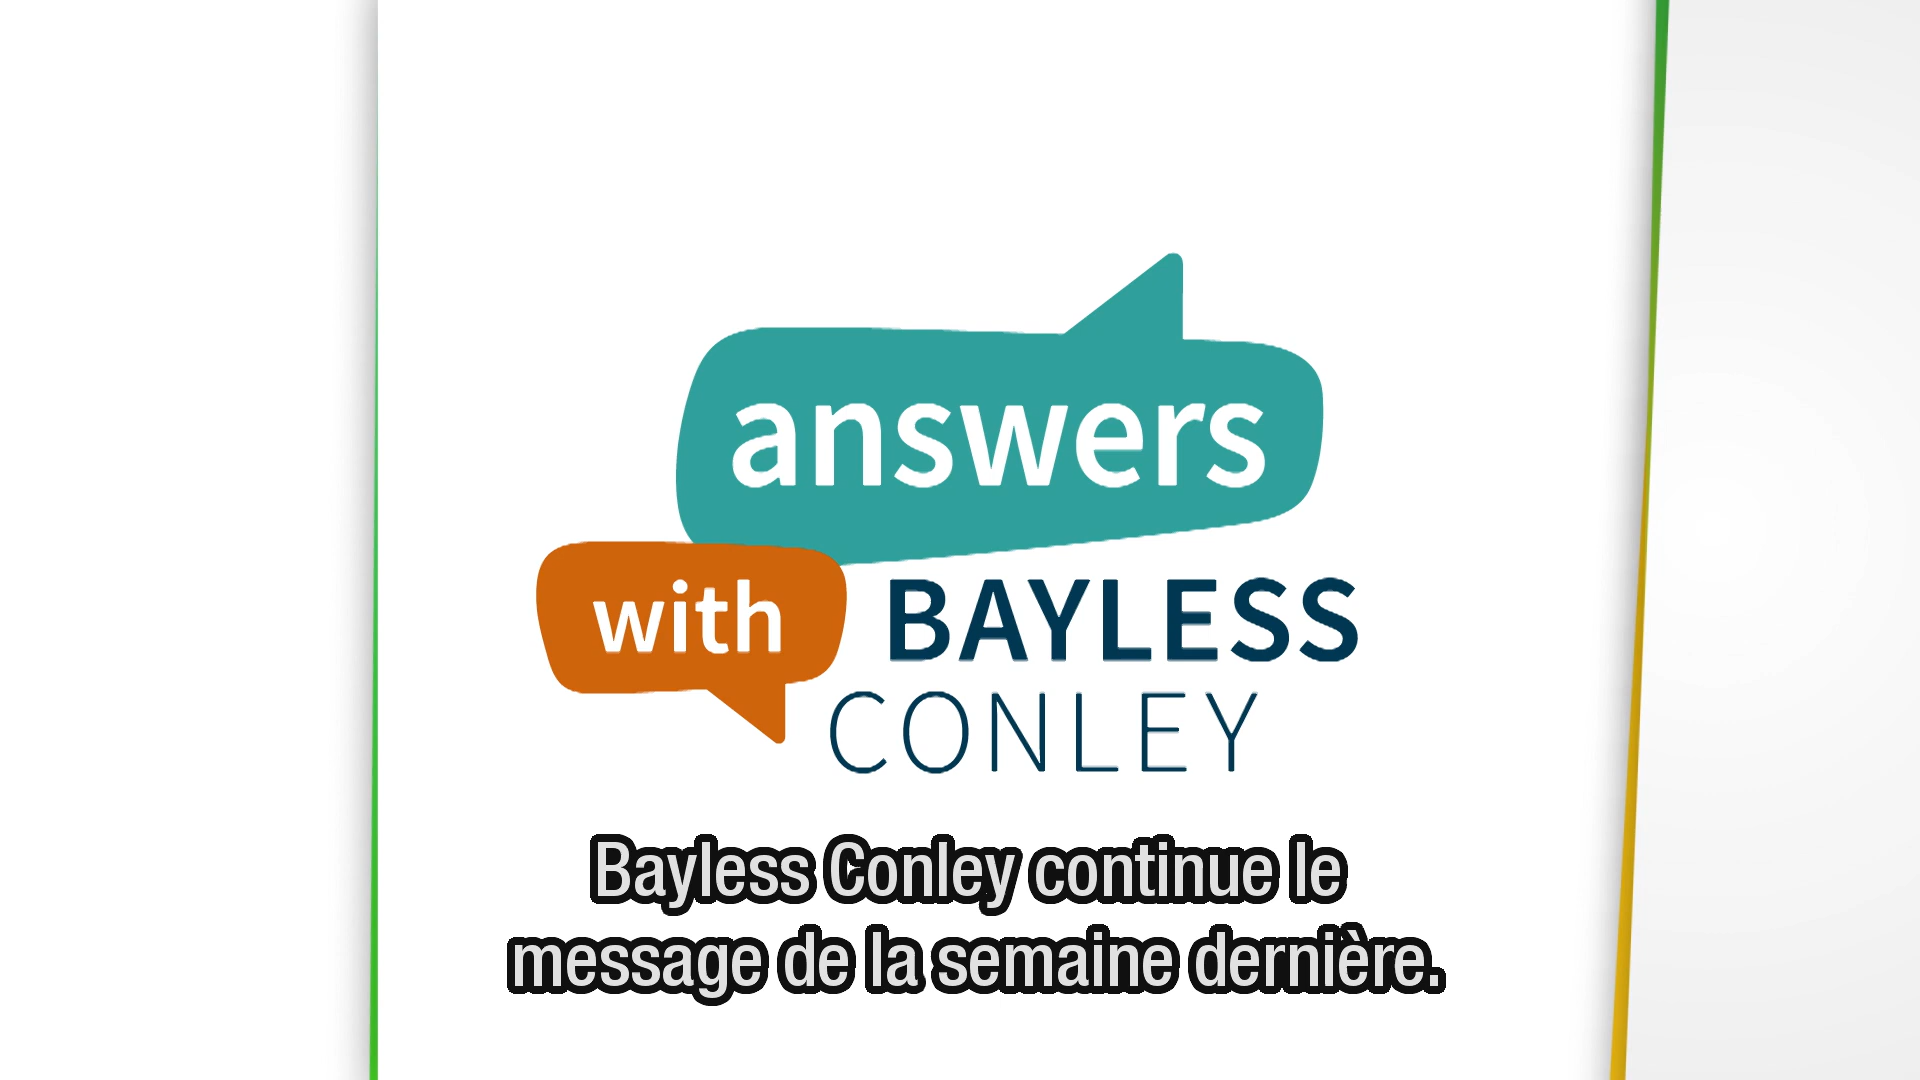 answers
with BAYLESS
CONLEY
Bayless Conley continue le
message de la semaine dernière.